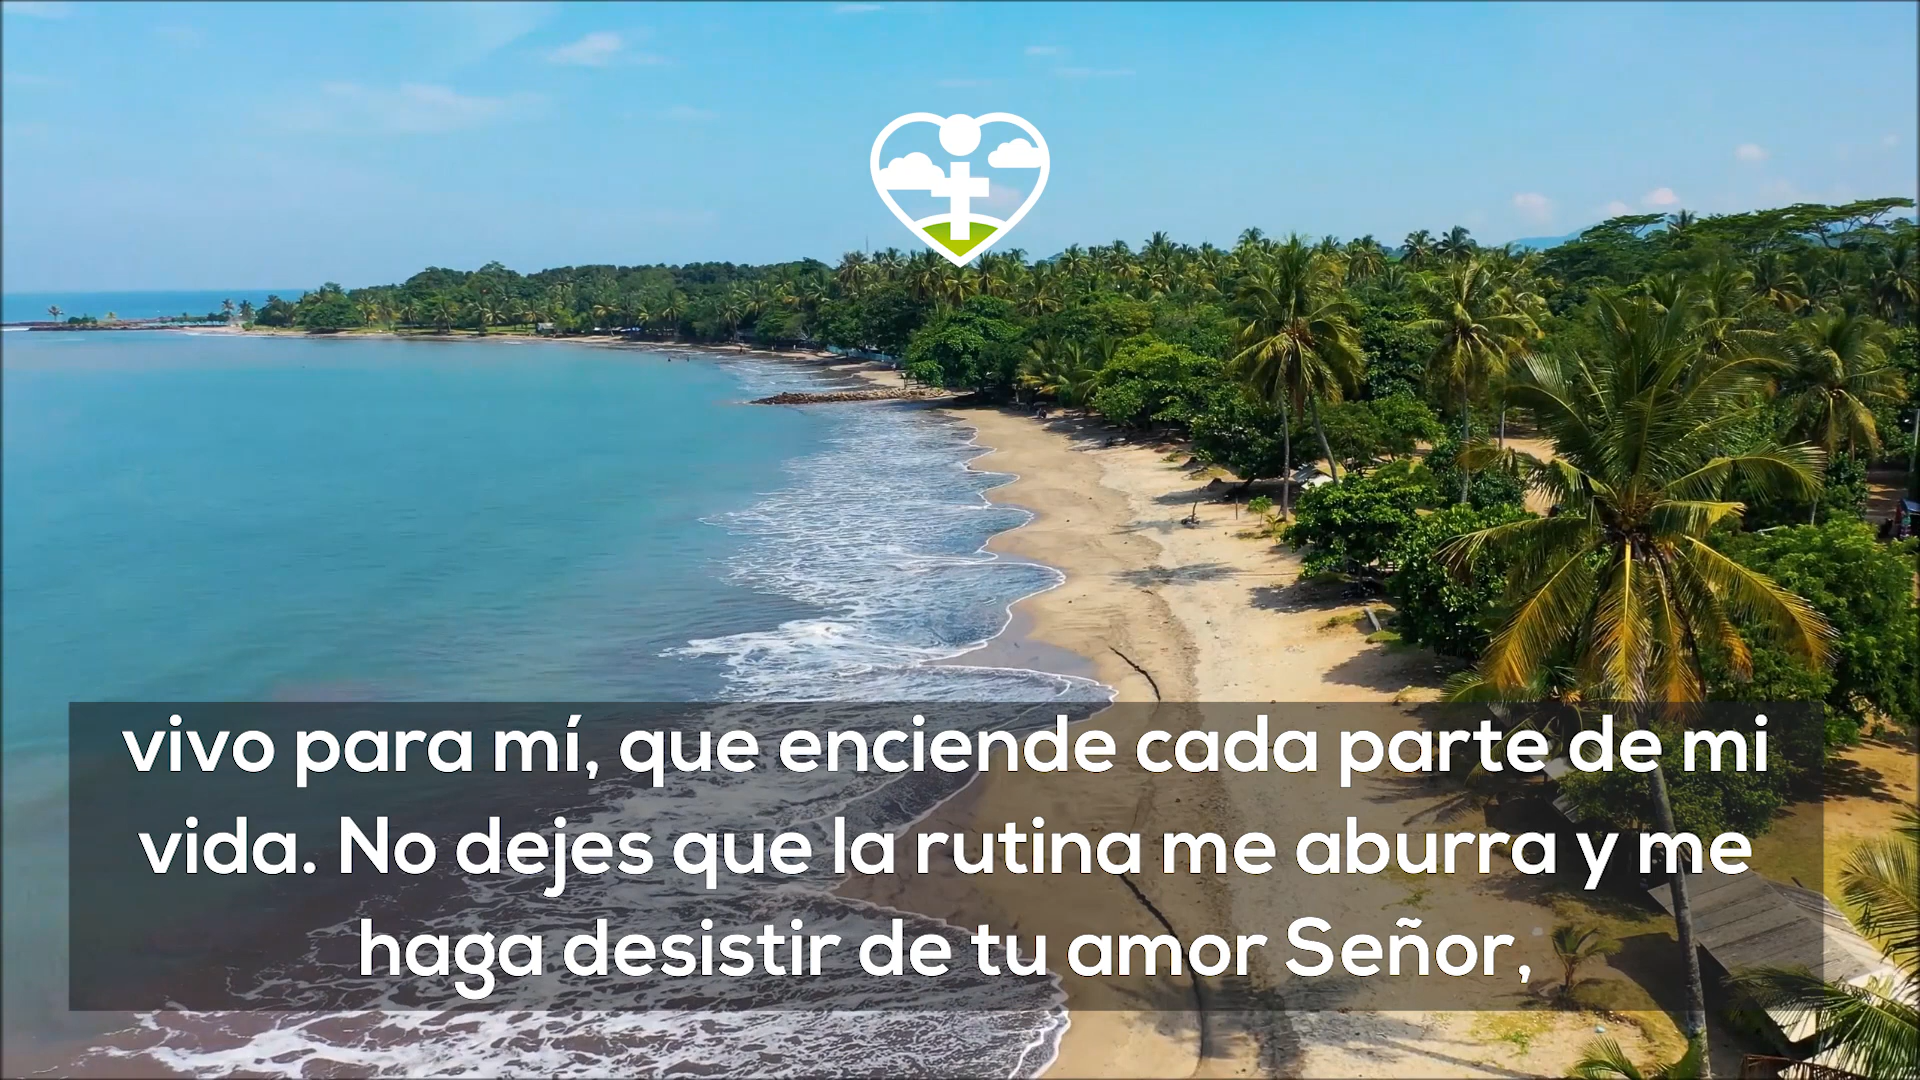 vivo para mí, que enciende cada parte de mi
vida. No dejes que la rutina me aburra y me
haga desistir de tu amor Señor,